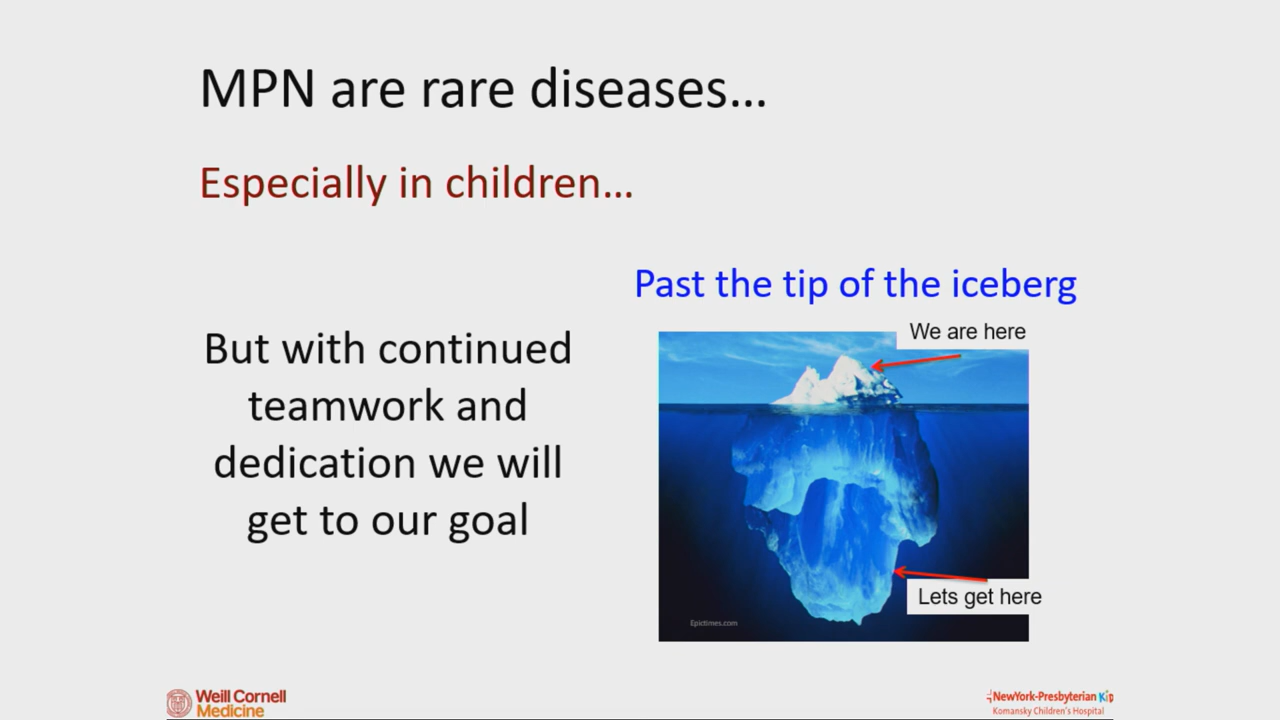 MPN are rare diseases...
Especially in children...
Past the tip of the iceberg
We are here
But with continued
teamwork and
dedication we will
get to our goal
Lets get here
Epictimes.com
Weill Cornell
Medicine
NewYork-Presbyterian Kid
Komansky Children's Hospital